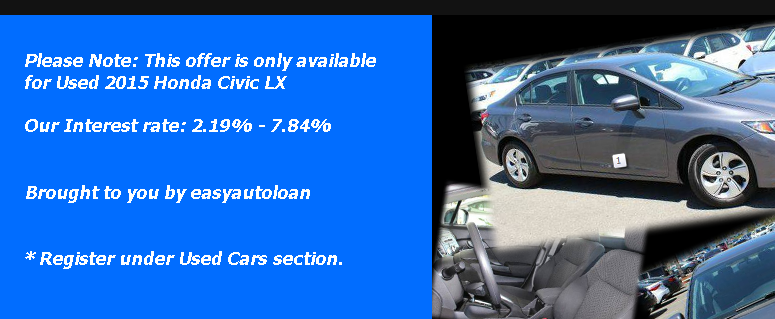 Please Note: This offer is only available
for Used 2015 Honda Civic LX
Our Interest rate: 2.19% - 7.84%
Brought to you by easyautoloan
* Register under Used Cars section.
1